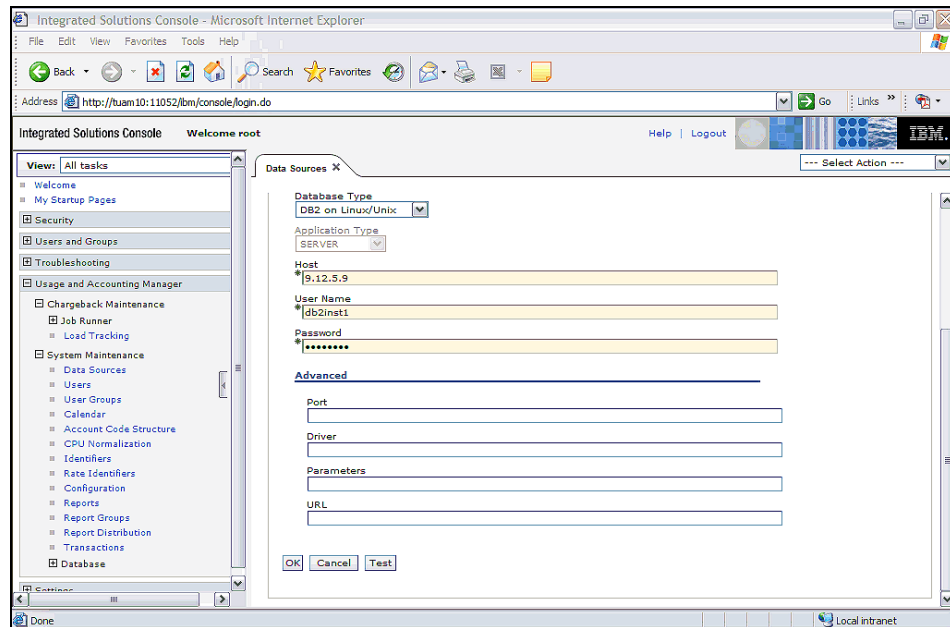 Integrated Solutions Console - Microsoft Internet Explorer
File Edit View Favorites Tools Help
Back Search Favorites
Address http://tuam10:11052/ibm/console/login.do Go Links »
Integrated Solutions Console Welcome root Help | Logout IBM.
View: All tasks
Welcome
My Startup Pages
Security
Users and Groups
Troubleshooting
Usage and Accounting Manager
Chargeback Maintenance
Job Runner
Load Tracking
System Maintenance
Data Sources
Users
User Groups
Calendar
Account Code Structure
CPU Normalization
Identifiers
Rate Identifiers
Configuration
Reports
Report Groups
Report Distribution
Transactions
Database
Settings
Data Sources
--- Select Action ---
Database Type
DB2 on Linux/Unix
Application Type
SERVER
Host
*9.12.5.9
User Name
*db2inst1
Password
*••••••••
Advanced
Port
Driver
Parameters
URL
OK Cancel Test
Done Local intranet